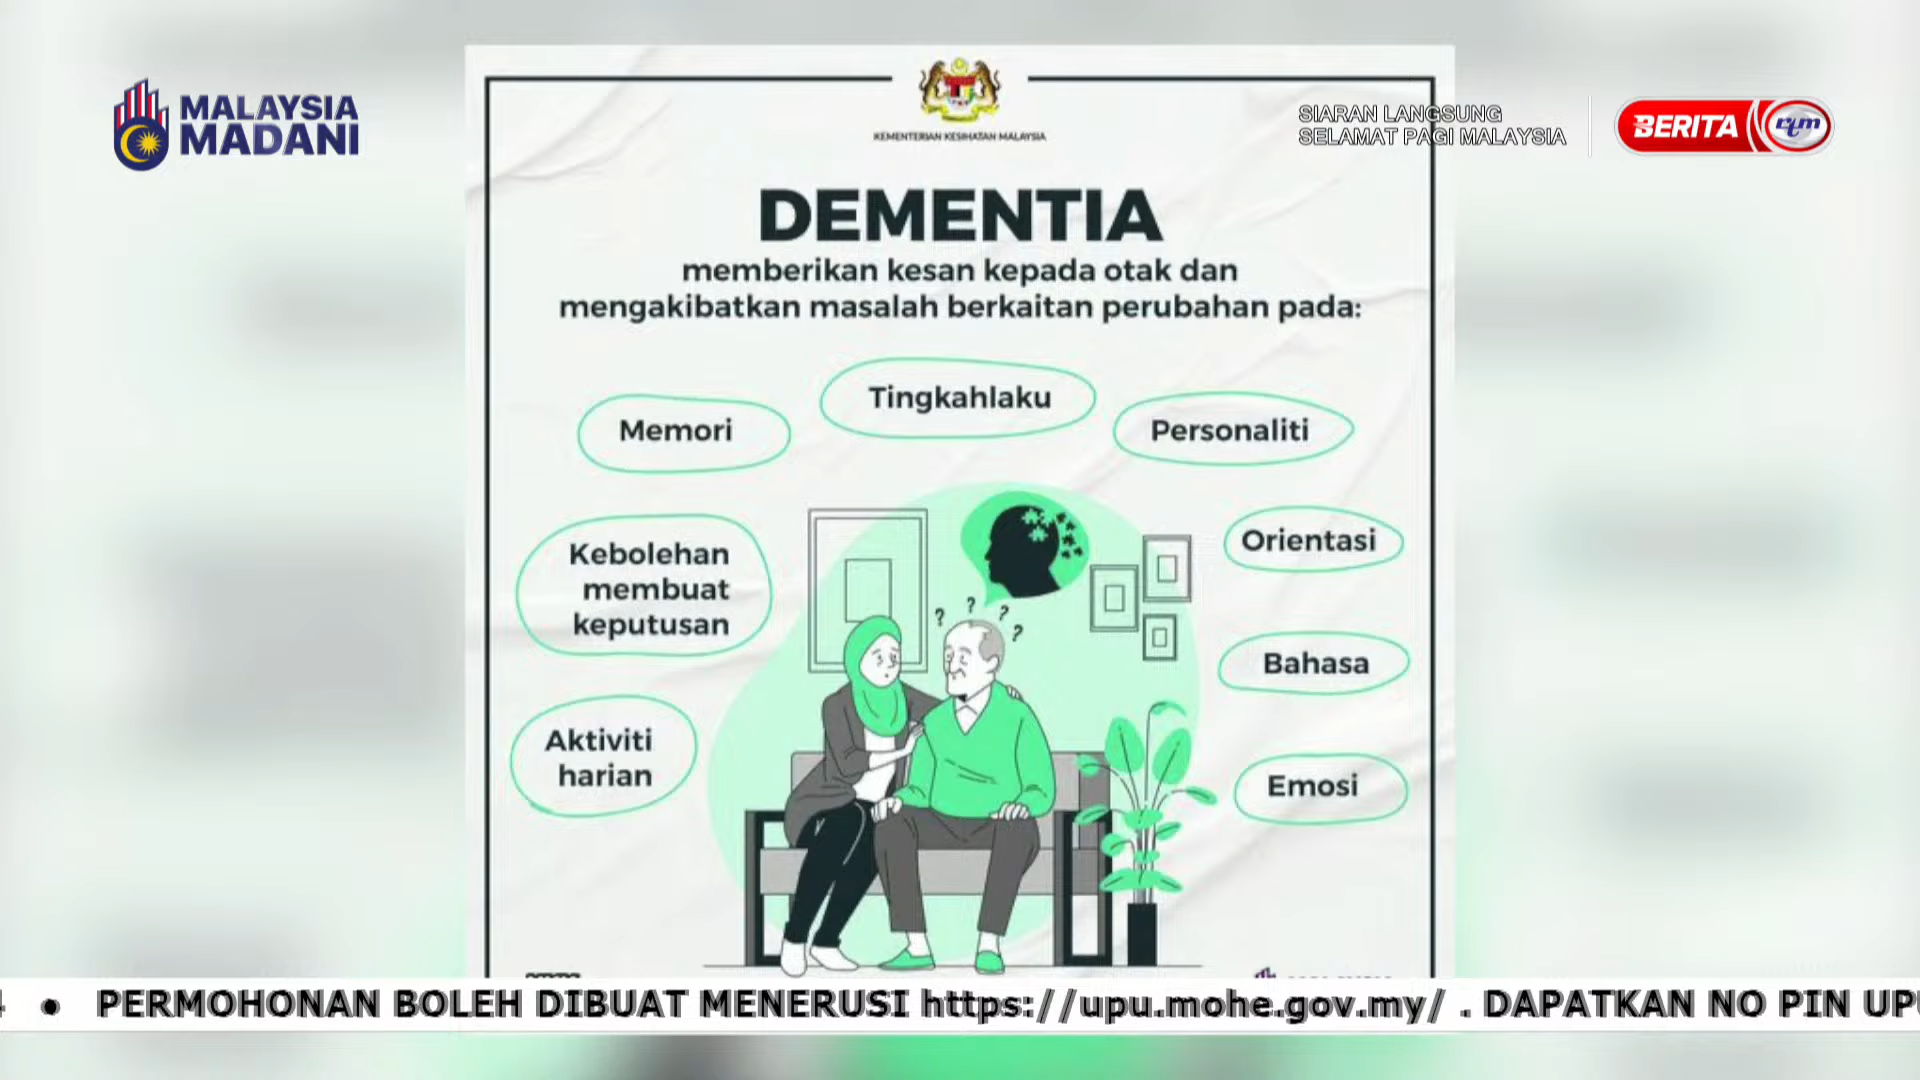 MALAYSIA
MADANI
KEMENTERIAN KESIHATAN MALAYSIA
SIARAN LANGSUNG
SELAMAT PAGI MALAYSIA
BERITA rtm
DEMENTIA
memberikan kesan kepada otak dan
mengakibatkan masalah berkaitan perubahan pada:
Tingkahlaku
Memori
Personaliti
Kebolehan
membuat
keputusan
Orientasi
? ? ? ?
Bahasa
Aktiviti
harian
Emosi
• PERMOHONAN BOLEH DIBUAT MENERUSI https://upu.mohe.gov.my/ . DAPATKAN NO PIN UPU